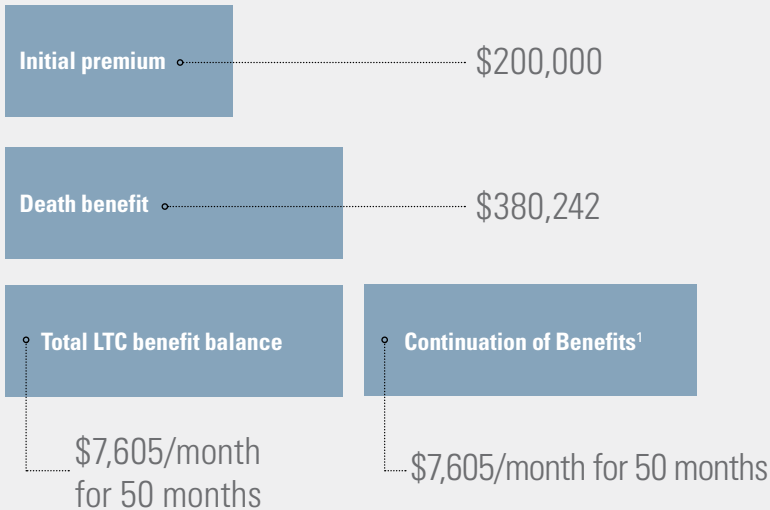 Initial premium
$200,000
Death benefit
$380,242
Total LTC benefit balance
Continuation of Benefits¹
$7,605/month
for 50 months
$7,605/month for 50 months